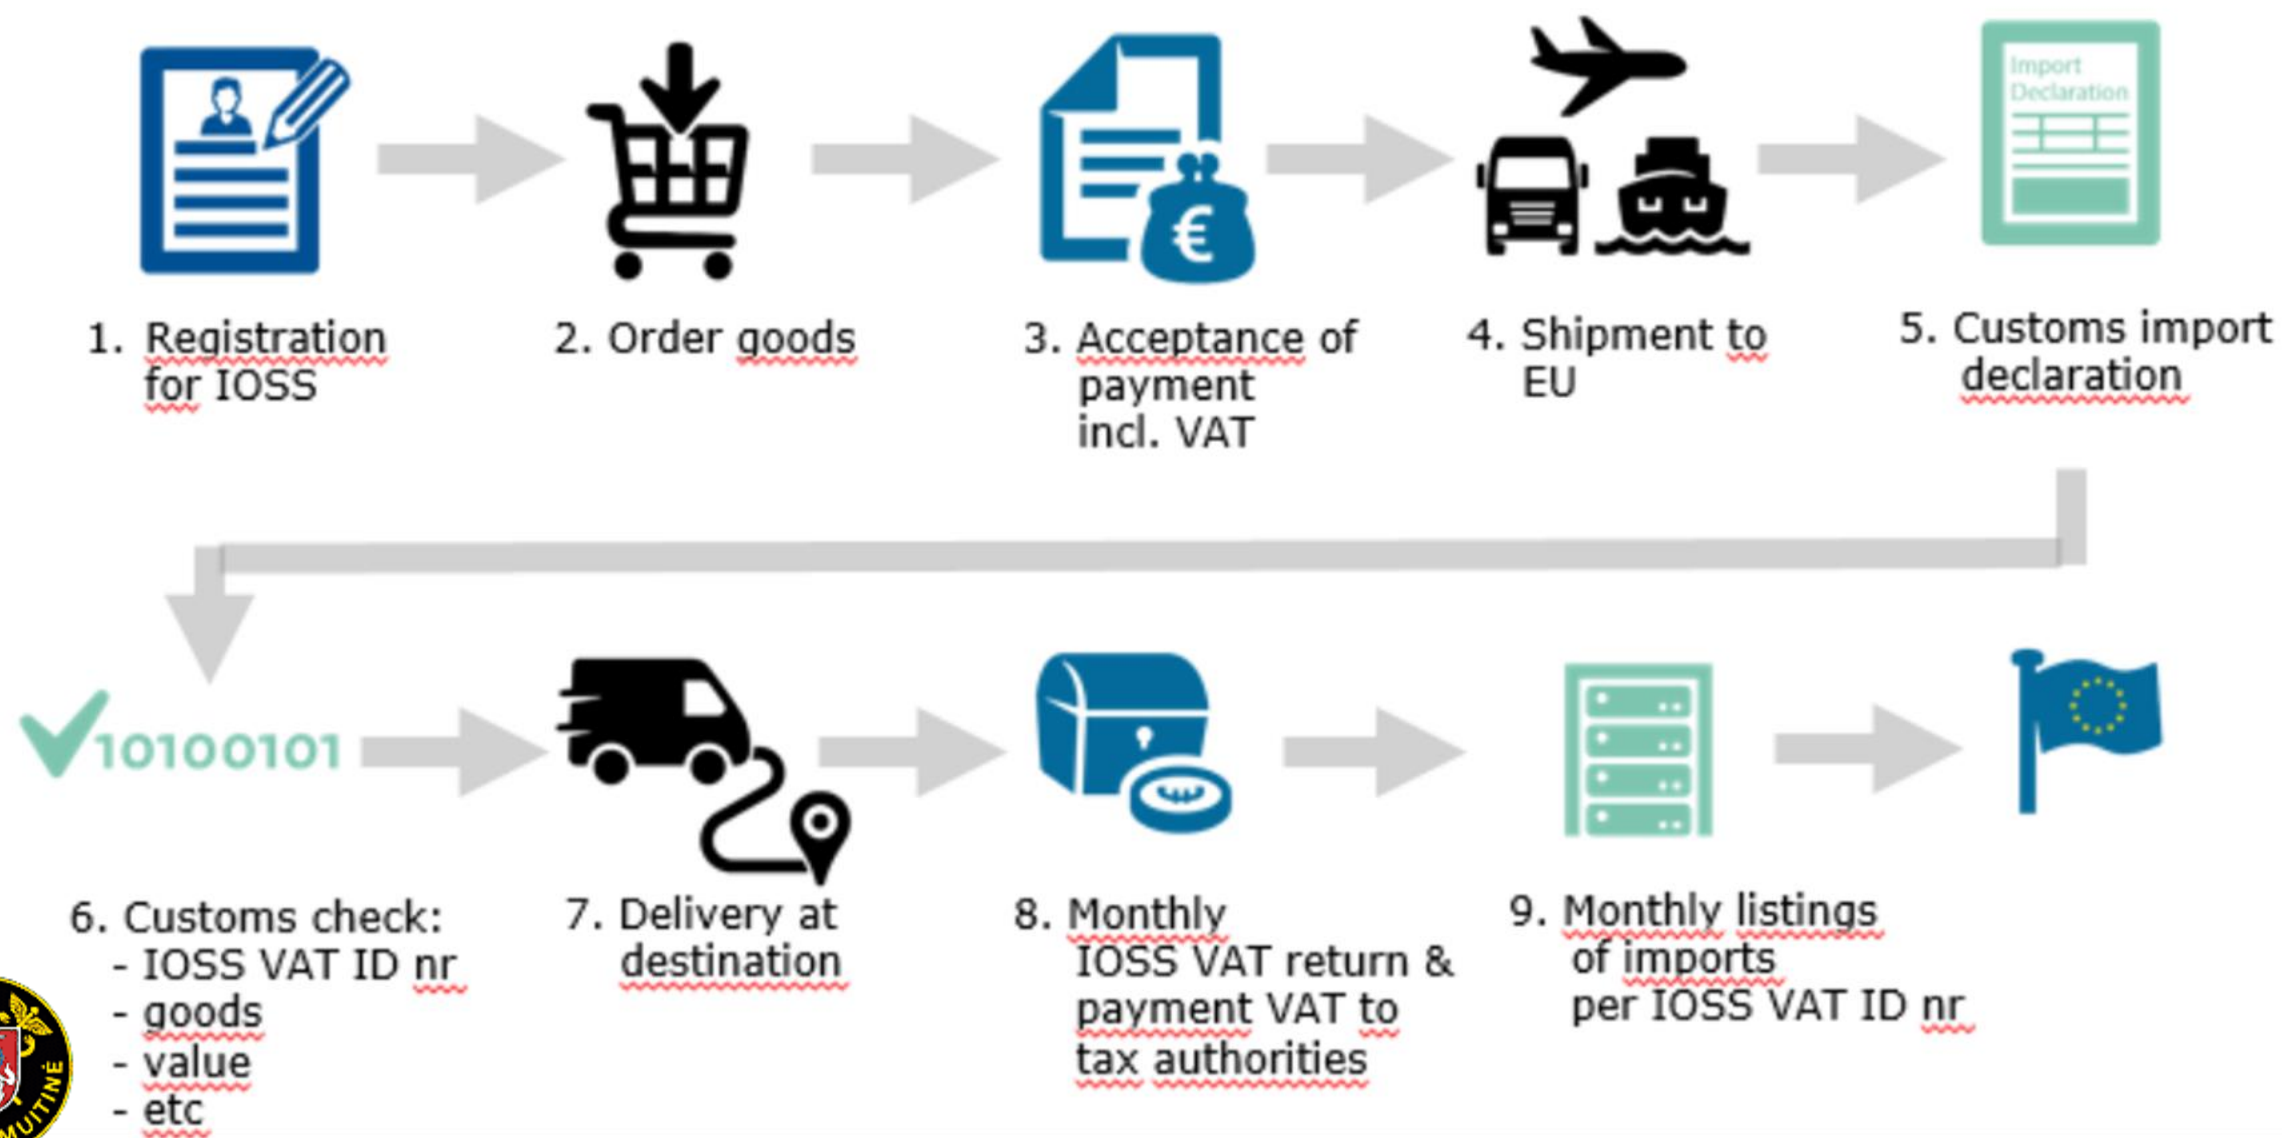 Import
Declaration
€
1. Registration
for IOSS
2. Order goods
3. Acceptance of
payment
incl. VAT
4. Shipment to
EU
5. Customs import
declaration
10100101
6. Customs check:
- IOSS VAT ID nr
- goods
- value
- etc
7. Delivery at
destination
8. Monthly
IOSS VAT return &
payment VAT to
tax authorities
9. Monthly listings
of imports
per IOSS VAT ID nr
MUITINĖ